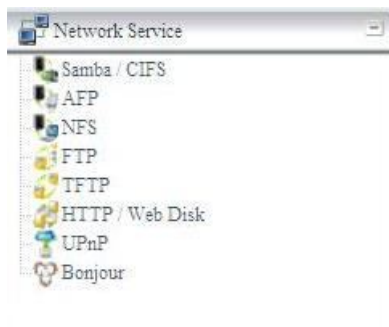 Network Service
Samba / CIFS
AFP
NFS
FTP
TFTP
HTTP / Web Disk
UPnP
Bonjour